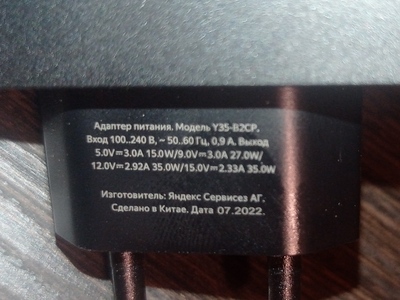 Адаптер питания. Модель Y35-B2CP.
Вход 100..240 В, ~ 50..60 Гц, 0,9 А. Выход
5.0V⎓3.0A 15.0W/9.0V⎓3.0A 27.0W/
12.0V⎓2.92A 35.0W/15.0V⎓2.33A 35.0W
Изготовитель: Яндекс Сервисез АГ.
Сделано в Китае. Дата 07.2022.